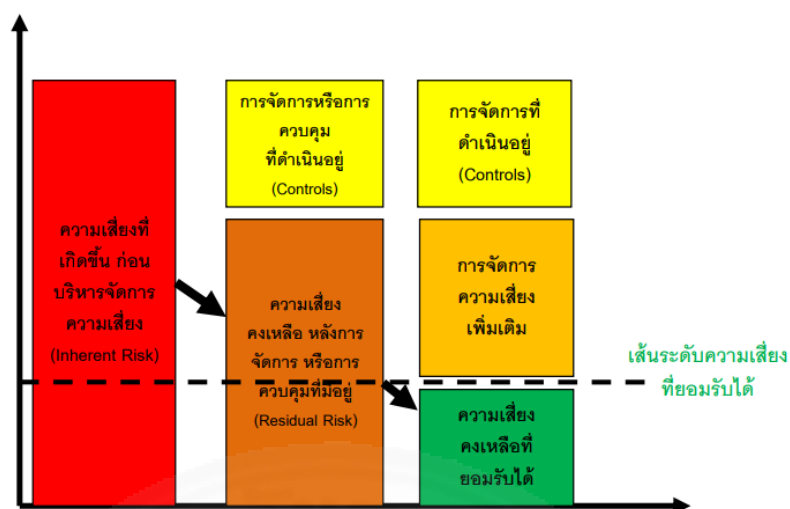 ความเสี่ยงที่
เกิดขึ้น ก่อน
บริหารจัดการ
ความเสี่ยง
(Inherent Risk)
การจัดการหรือการ
ควบคุม
ที่ดำเนินอยู่
(Controls)
ความเสี่ยง
คงเหลือ หลังการ
จัดการ หรือการ
ควบคุมที่มีอยู่
(Residual Risk)
การจัดการที่
ดำเนินอยู่
(Controls)
การจัดการ
ความเสี่ยง
เพิ่มเติม
ความเสี่ยง
คงเหลือที่
ยอมรับได้
เส้นระดับความเสี่ยง
ที่ยอมรับได้